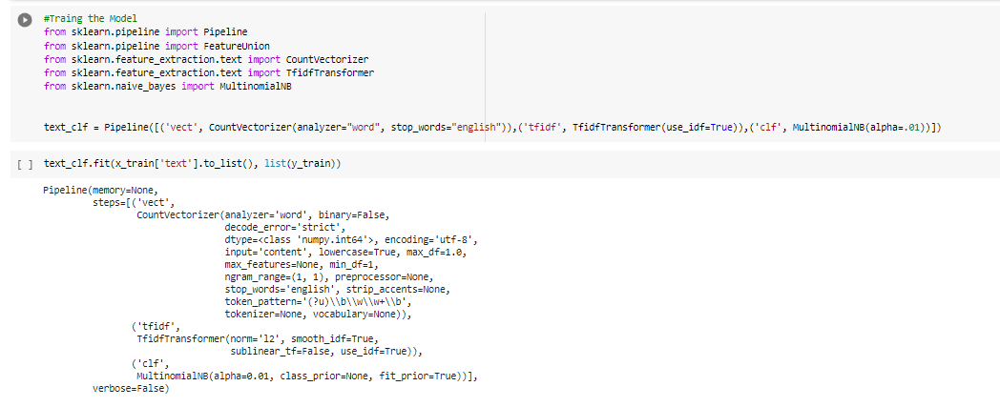 #Traing the Model
from sklearn.pipeline import Pipeline
from sklearn.pipeline import FeatureUnion
from sklearn.feature_extraction.text import CountVectorizer
from sklearn.feature_extraction.text import TfidfTransformer
from sklearn.naive_bayes import MultinomialNB
text_clf = Pipeline([('vect', CountVectorizer(analyzer="word", stop_words="english")),('tfidf', TfidfTransformer(use_idf=True)),('clf', MultinomialNB(alpha=.01))])
[ ] text_clf.fit(x_train['text'].to_list(), list(y_train))
Pipeline(memory=None,
steps=[('vect',
CountVectorizer(analyzer='word', binary=False,
decode_error='strict',
dtype=<class 'numpy.int64'>, encoding='utf-8',
input='content', lowercase=True, max_df=1.0,
max_features=None, min_df=1,
ngram_range=(1, 1), preprocessor=None,
stop_words='english', strip_accents=None,
token_pattern='(?u)\\b\\w\\w+\\b',
tokenizer=None, vocabulary=None)),
('tfidf',
TfidfTransformer(norm='l2', smooth_idf=True,
sublinear_tf=False, use_idf=True)),
('clf',
MultinomialNB(alpha=0.01, class_prior=None, fit_prior=True))],
verbose=False)